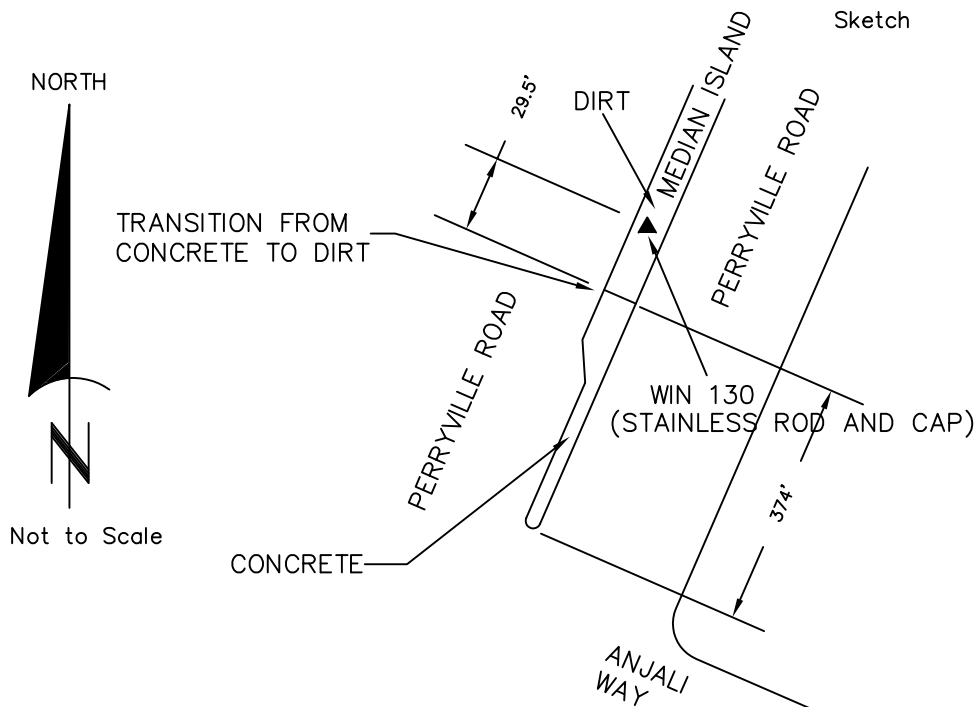 Sketch
NORTH
29.5'
DIRT
MEDIAN ISLAND
PERRYVILLE ROAD
TRANSITION FROM
CONCRETE TO DIRT
PERRYVILLE ROAD
WIN 130
(STAINLESS ROD AND CAP)
N
374'
Not to Scale
CONCRETE
ANJALI
WAY